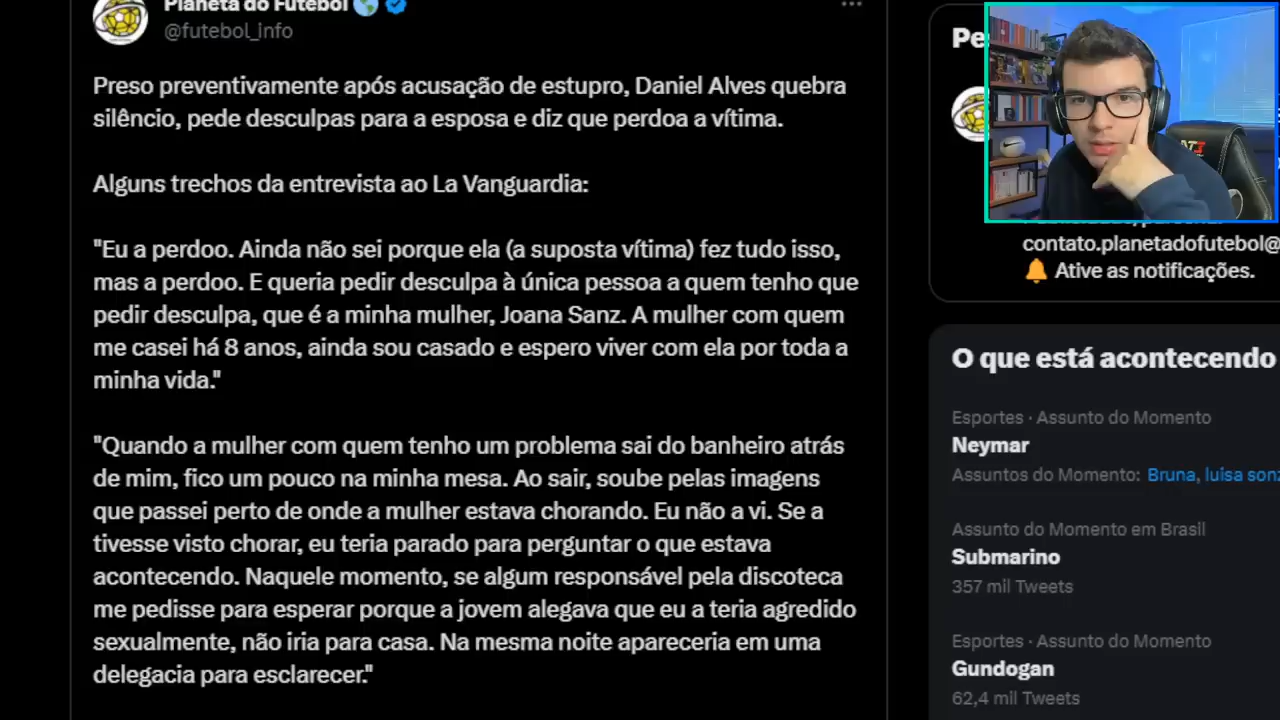 Planeta do Futebol
@futebol_info
Preso preventivamente após acusação de estupro, Daniel Alves quebra
silêncio, pede desculpas para a esposa e diz que perdoa a vítima.
Alguns trechos da entrevista ao La Vanguardia:
"Eu a perdoo. Ainda não sei porque ela (a suposta vítima) fez tudo isso,
mas a perdoo. E queria pedir desculpa à única pessoa a quem tenho que
pedir desculpa, que é a minha mulher, Joana Sanz. A mulher com quem
me casei há 8 anos, ainda sou casado e espero viver com ela por toda a
minha vida."
"Quando a mulher com quem tenho um problema sai do banheiro atrás
de mim, fico um pouco na minha mesa. Ao sair, soube pelas imagens
que passei perto de onde a mulher estava chorando. Eu não a vi. Se a
tivesse visto chorar, eu teria parado para perguntar o que estava
acontecendo. Naquele momento, se algum responsável pela discoteca
me pedisse para esperar porque a jovem alegava que eu a teria agredido
sexualmente, não iria para casa. Na mesma noite apareceria em uma
delegacia para esclarecer."
Pe
contato.planetadofutebol@
Ative as notificações.
O que está acontecendo
Esportes · Assunto do Momento
Neymar
Assuntos do Momento: Bruna, luisa sonz
Assunto do Momento em Brasil
Submarino
357 mil Tweets
Esportes · Assunto do Momento
Gundogan
62,4 mil Tweets